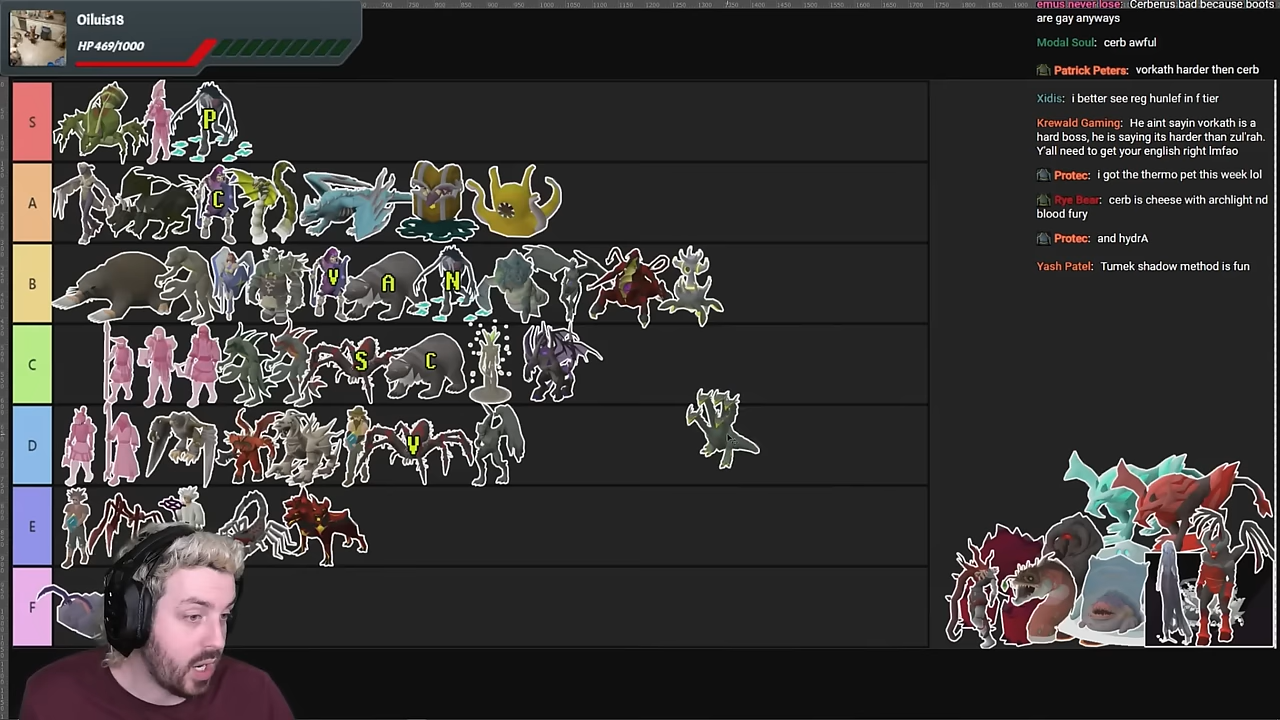 Oiluis18
HP 469/1000
emus never lose: Cerberus bad because boots
are gay anyways
Modal Soul: cerb awful
Patrick Peters: vorkath harder then cerb
Xidis: i better see reg hunlef in f tier
Krewald Gaming: He aint sayin vorkath is a
hard boss, he is saying its harder than zul'rah.
Y'all need to get your english right lmfao
Protec: i got the thermo pet this week lol
Rye Bear: cerb is cheese with archlight nd
blood fury
Protec: and hydrA
Yash Patel: Tumek shadow method is fun
S
P
A
C
B
V
A
N
C
S
C
D
V
E
F